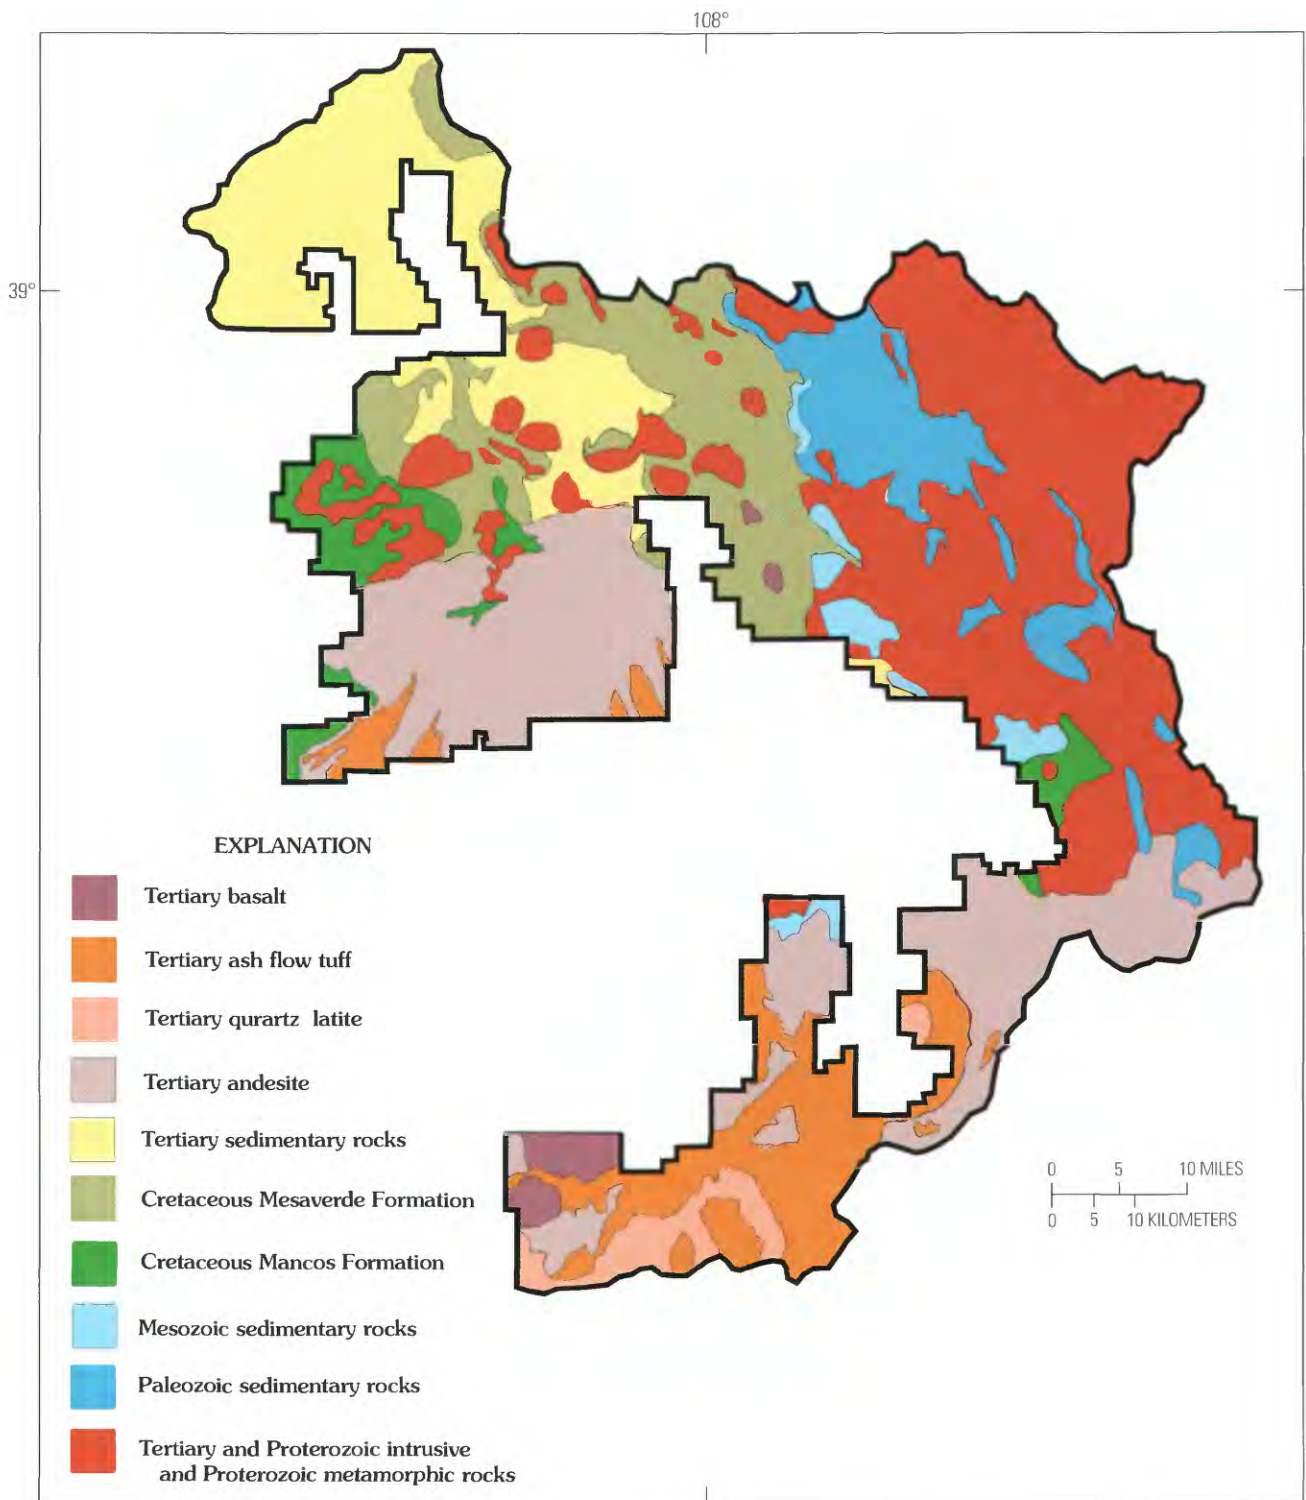 108°
39°
EXPLANATION
Tertiary basalt
Tertiary ash flow tuff
Tertiary qurartz latite
Tertiary andesite
Tertiary sedimentary rocks
Cretaceous Mesaverde Formation
Cretaceous Mancos Formation
Mesozoic sedimentary rocks
Paleozoic sedimentary rocks
Tertiary and Proterozoic intrusive
and Proterozoic metamorphic rocks
0 5 10 MILES
0 5 10 KILOMETERS